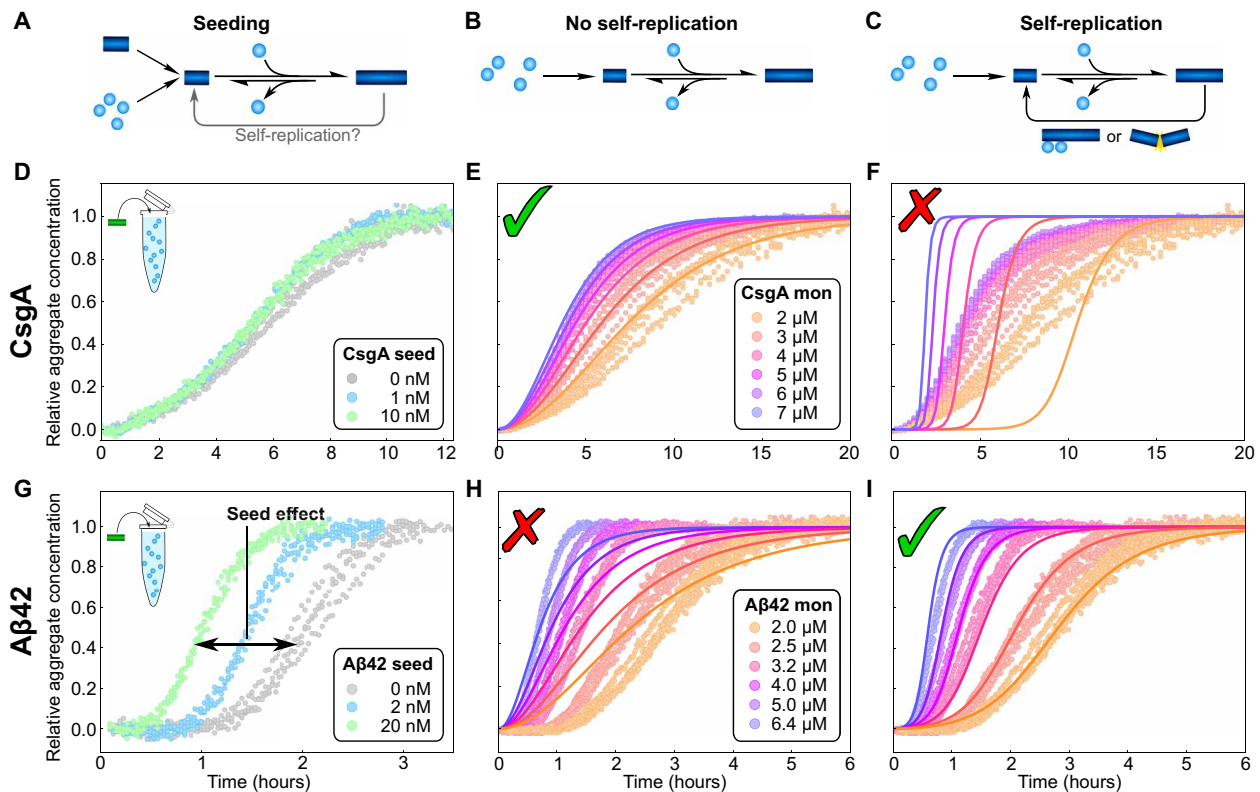 A
Seeding
Self-replication?
B
No self-replication
C
Self-replication
or
CsgA
D
Relative aggregate concentration
1.0
0.8
0.6
0.4
0.2
0.0
CsgA seed
0 nM
1 nM
10 nM
0
2
4
6
8
10
12
E
CsgA mon
2 µM
3 µM
4 µM
5 µM
6 µM
7 µM
0
5
10
15
20
F
0
5
10
15
20
Aβ42
G
Relative aggregate concentration
1.0
0.8
0.6
0.4
0.2
0.0
Seed effect
Aβ42 seed
0 nM
2 nM
20 nM
0
1
2
3
Time (hours)
H
Aβ42 mon
2.0 µM
2.5 µM
3.2 µM
4.0 µM
5.0 µM
6.4 µM
0
1
2
3
4
5
6
Time (hours)
I
0
1
2
3
4
5
6
Time (hours)